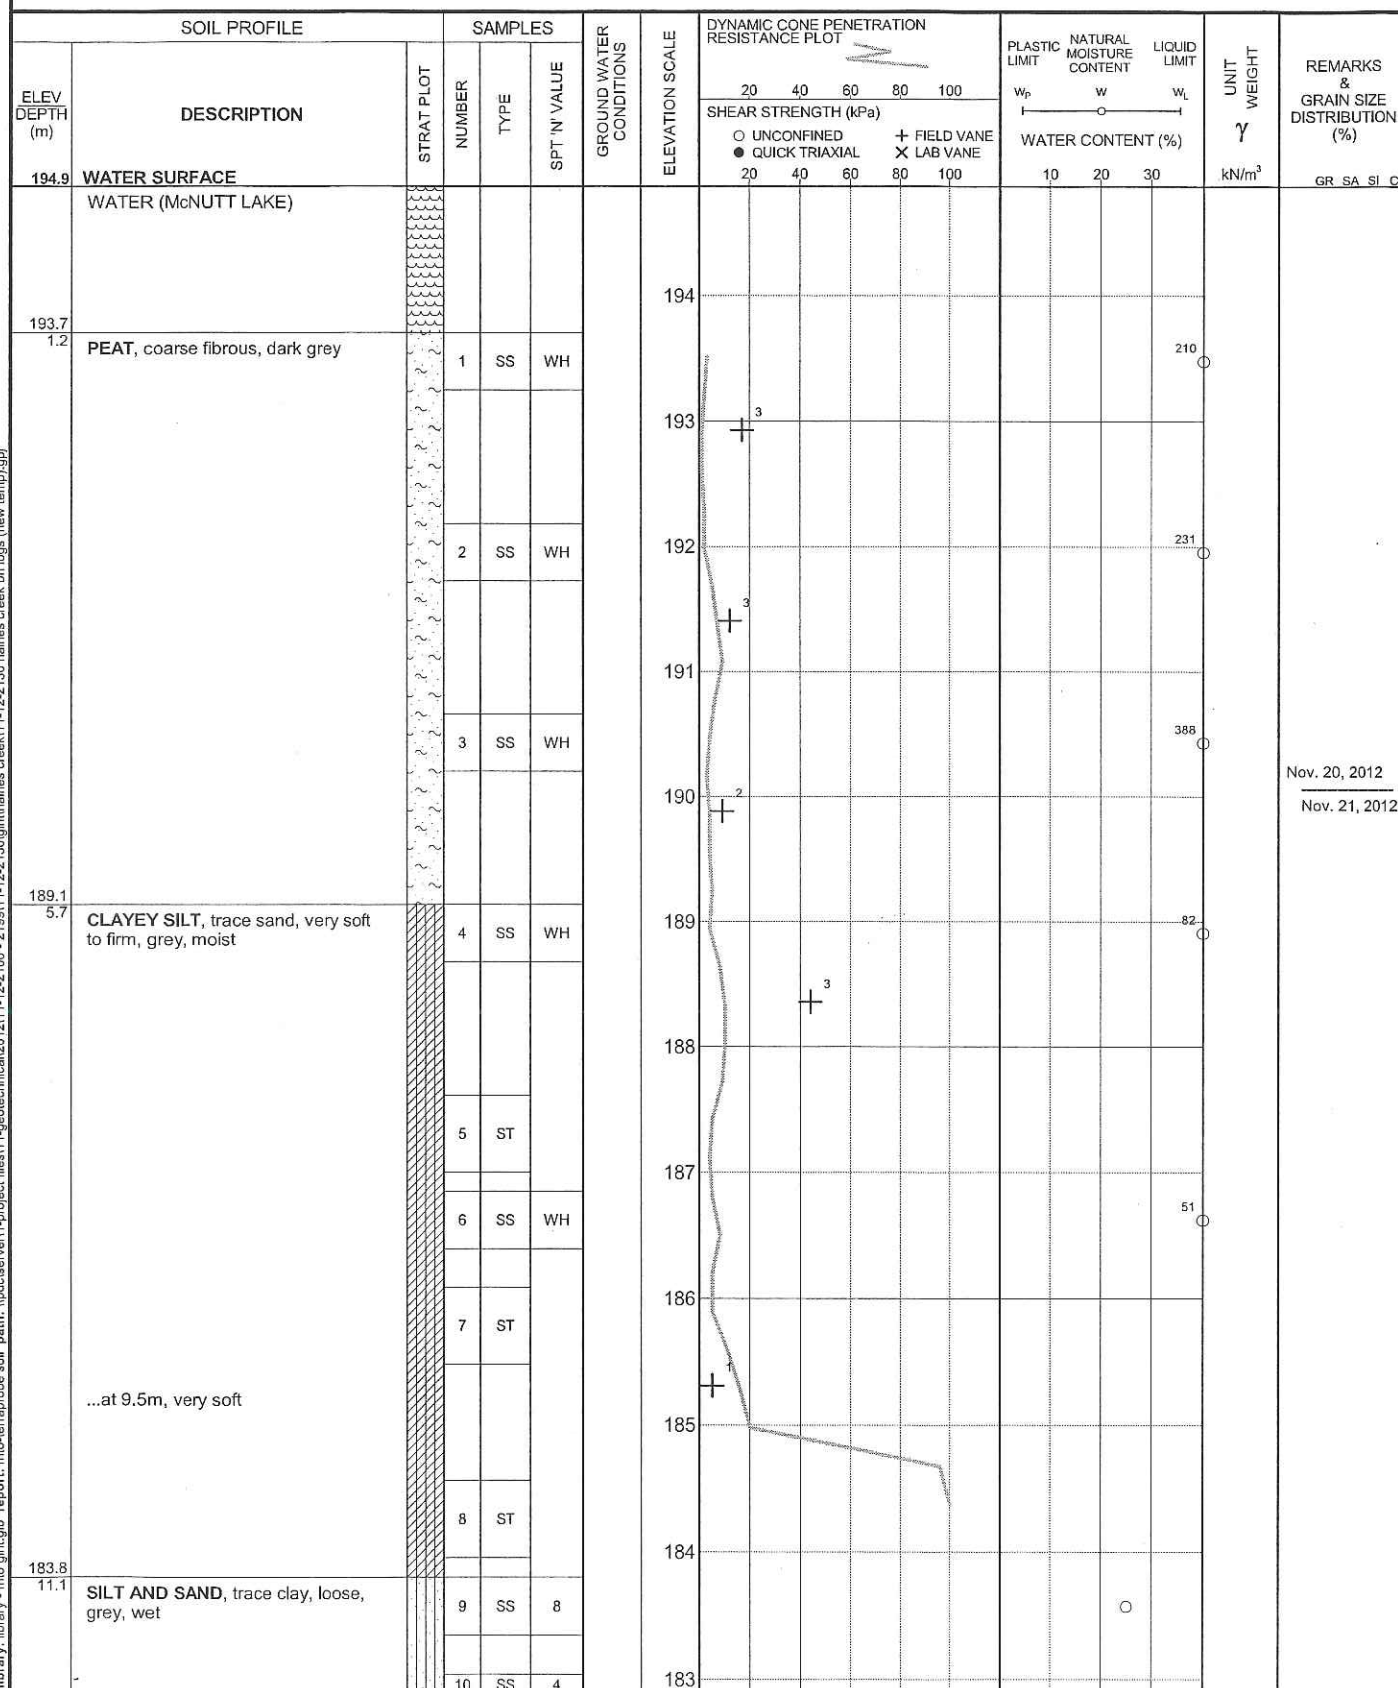 SOIL PROFILE
SAMPLES
GROUND WATER
CONDITIONS
ELEVATION SCALE
DYNAMIC CONE PENETRATION
RESISTANCE PLOT
20 40 60 80 100
SHEAR STRENGTH (kPa)
UNCONFINED + FIELD VANE
QUICK TRIAXIAL × LAB VANE
20 40 60 80 100
PLASTIC
LIMIT
NATURAL
MOISTURE
CONTENT
LIQUID
LIMIT
WP W WL
WATER CONTENT (%)
10 20 30
UNIT
WEIGHT
γ
kN/m³
REMARKS
&
GRAIN SIZE
DISTRIBUTION
(%)
GR SA SI C
ELEV
DEPTH
(m)
DESCRIPTION
STRAT PLOT
NUMBER
TYPE
SPT 'N' VALUE
194.9 WATER SURFACE
WATER (McNUTT LAKE)
194
193.7
1.2
PEAT, coarse fibrous, dark grey
1 SS WH
210
193
3
2 SS WH
192
231
3
191
3 SS WH
388
Nov. 20, 2012
Nov. 21, 2012
190
2
189.1
5.7
CLAYEY SILT, trace sand, very soft
to firm, grey, moist
4 SS WH
189
82
3
188
5 ST
187
6 SS WH
51
186
7 ST
1
...at 9.5m, very soft
185
8 ST
184
183.8
11.1
SILT AND SAND, trace clay, loose,
grey, wet
9 SS 8
10 SS 4
183